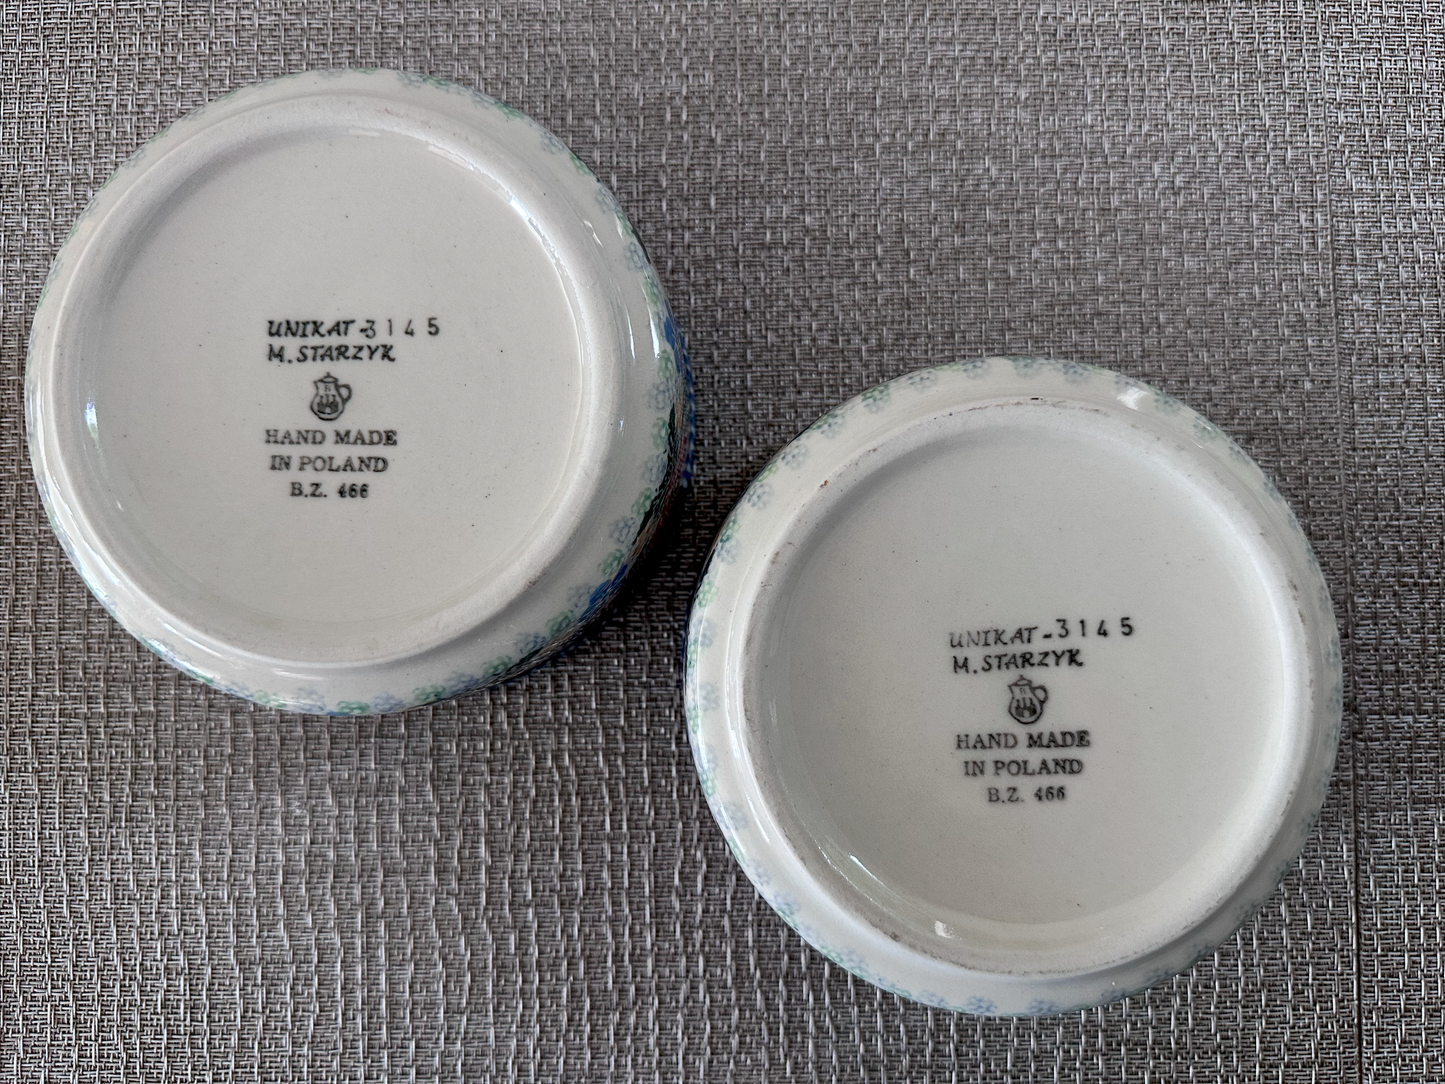 UNIKAT-3145
M. STARZYK
HAND MADE
IN POLAND
B.Z. 466
UNIKAT-3145
M. STARZYK
B
HAND MADE
IN POLAND
B.Z. 466